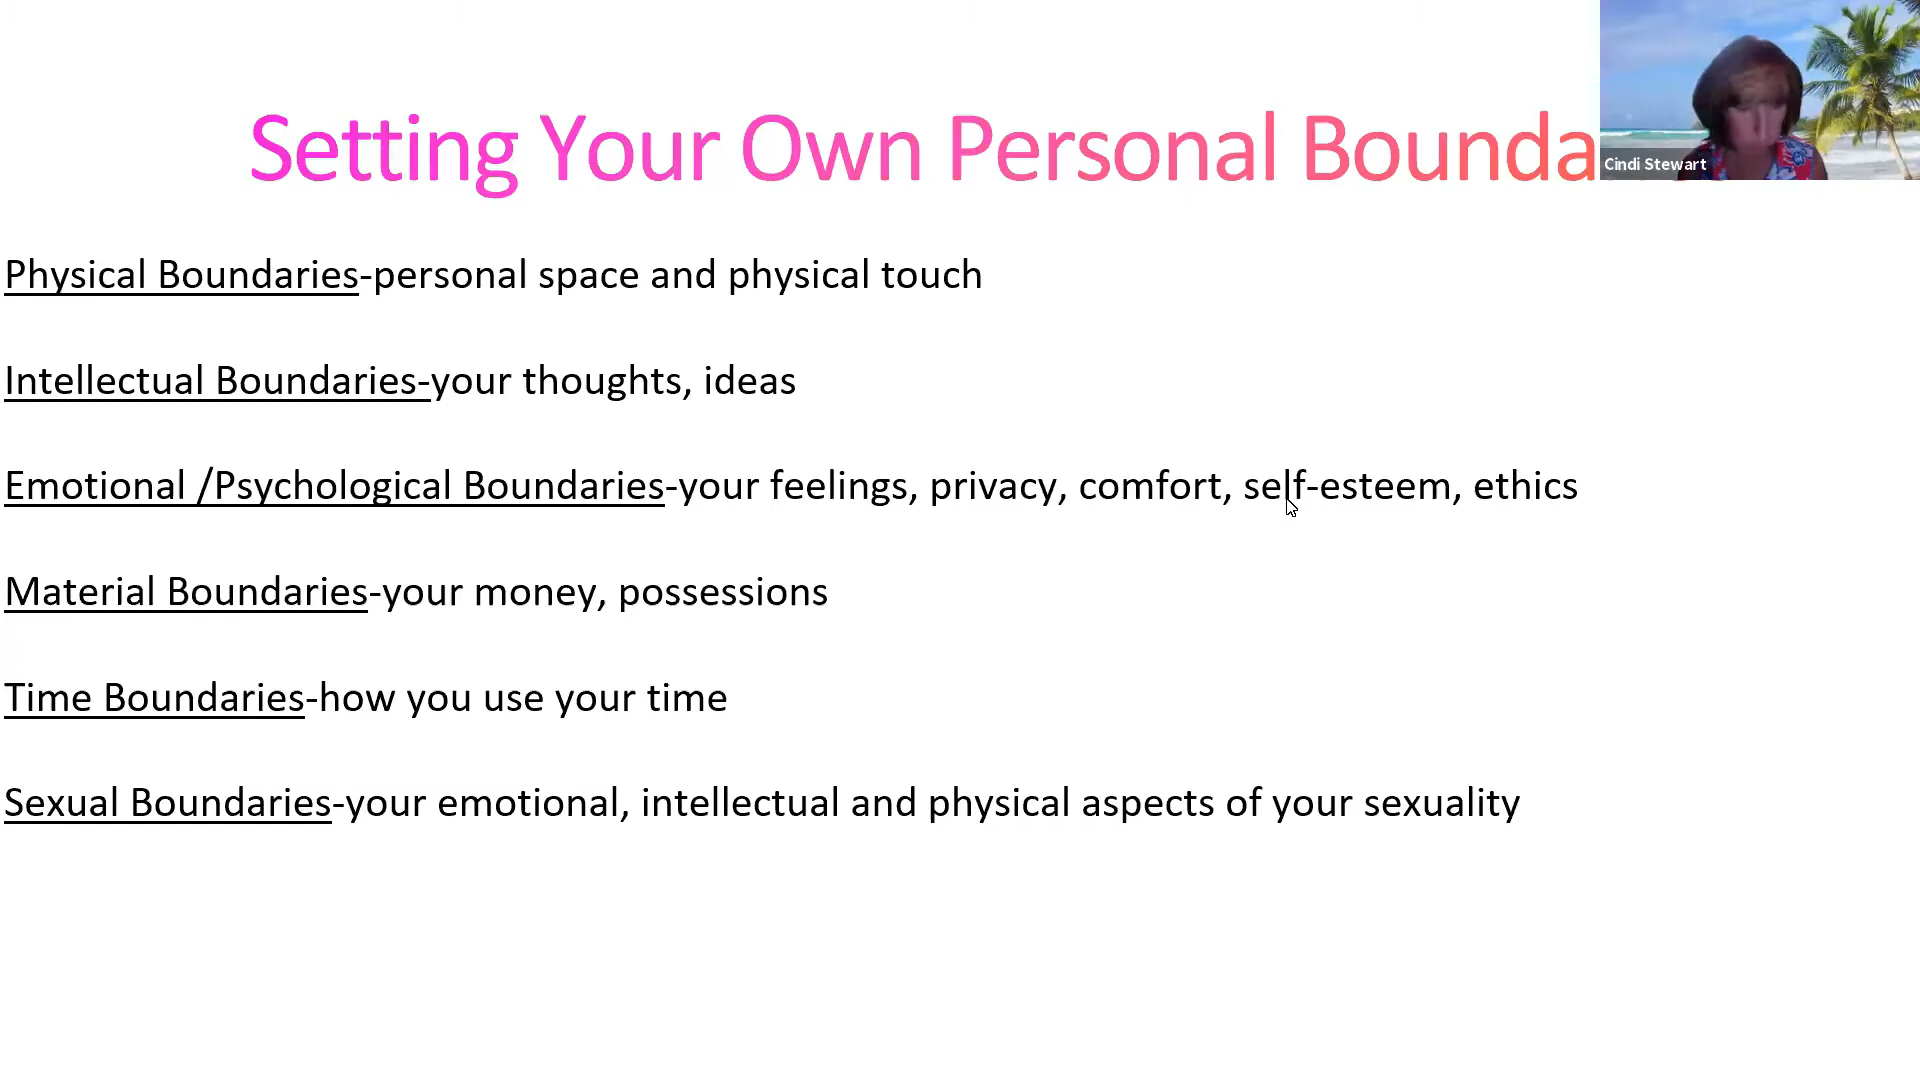 Setting Your Own Personal Bounda
Cindi Stewart
Physical Boundaries-personal space and physical touch
Intellectual Boundaries-your thoughts, ideas
Emotional /Psychological Boundaries-your feelings, privacy, comfort, self-esteem, ethics
Material Boundaries-your money, possessions
Time Boundaries-how you use your time
Sexual Boundaries-your emotional, intellectual and physical aspects of your sexuality